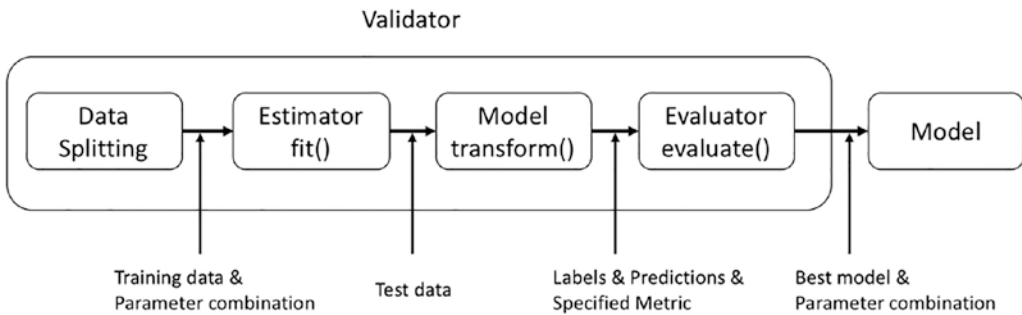 Validator
Data
Splitting
Estimator
fit()
Model
transform()
Evaluator
evaluate()
Model
Training data &
Parameter combination
Test data
Labels & Predictions &
Specified Metric
Best model &
Parameter combination